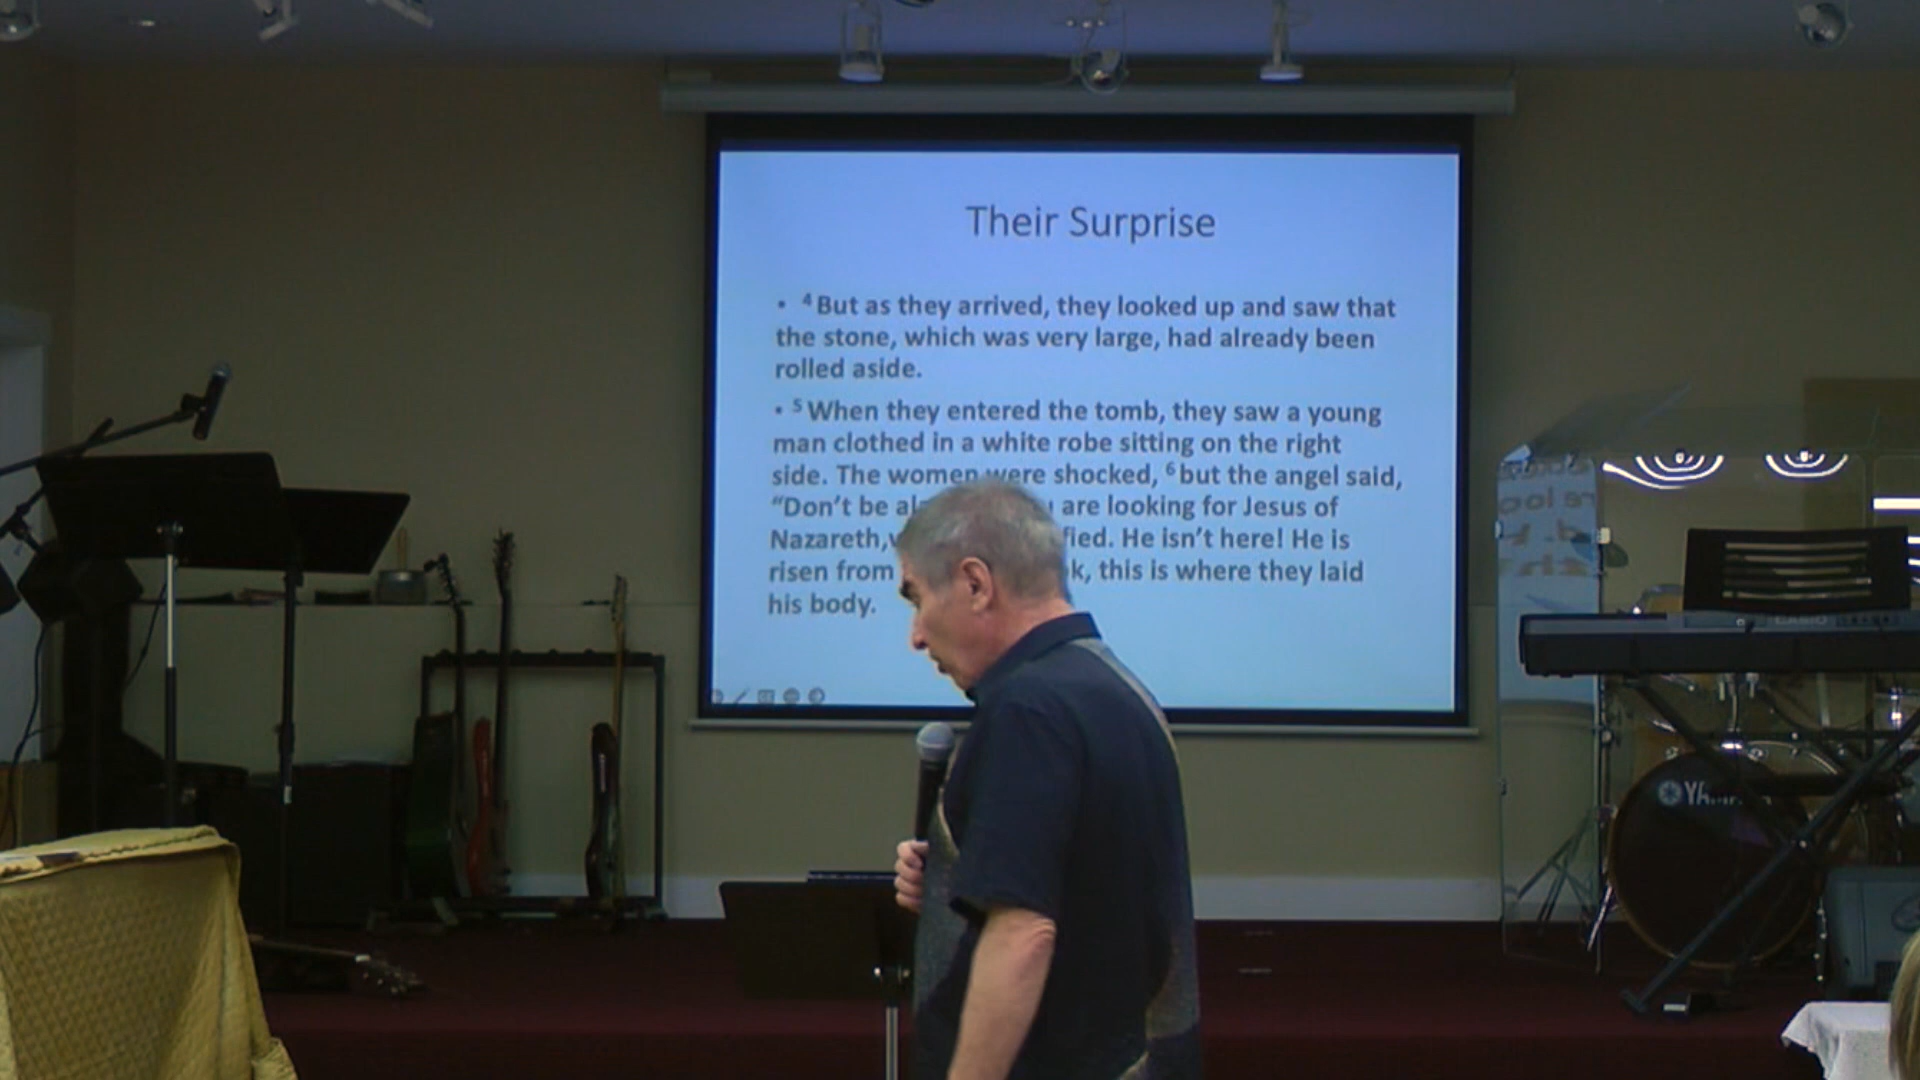 Their Surprise
• 4 But as they arrived, they looked up and saw that
the stone, which was very large, had already been
rolled aside.
• 5 When they entered the tomb, they saw a young
man clothed in a white robe sitting on the right
side. The women were shocked, 6 but the angel said,
“Don’t be are looking for Jesus of
Nazareth, He isn’t here! He is
risen from this is where they laid
his body.
CASIO